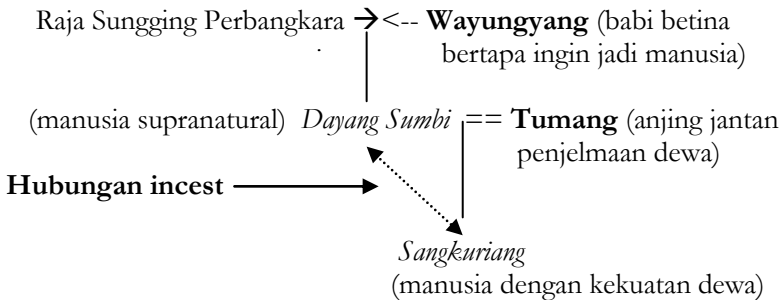 Raja Sungging Perbangkara → <-- Wayungyang (babi betina
bertapa ingin jadi manusia)
(manusia supranatural) Dayang Sumbi == Tumang (anjing jantan
penjelmaan dewa)
Hubungan incest
Sangkuriang
(manusia dengan kekuatan dewa)